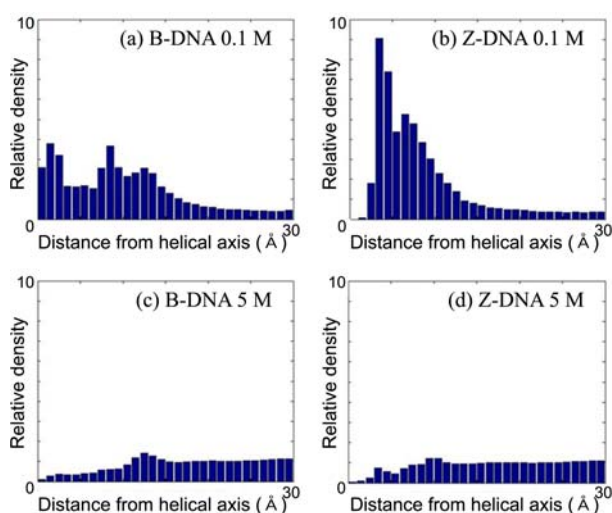 (a) B-DNA 0.1 M
10
Relative density
0
Distance from helical axis ( Å )
30
(b) Z-DNA 0.1 M
10
Relative density
0
Distance from helical axis ( Å )
30
(c) B-DNA 5 M
10
Relative density
0
Distance from helical axis ( Å )
30
(d) Z-DNA 5 M
10
Relative density
0
Distance from helical axis ( Å )
30